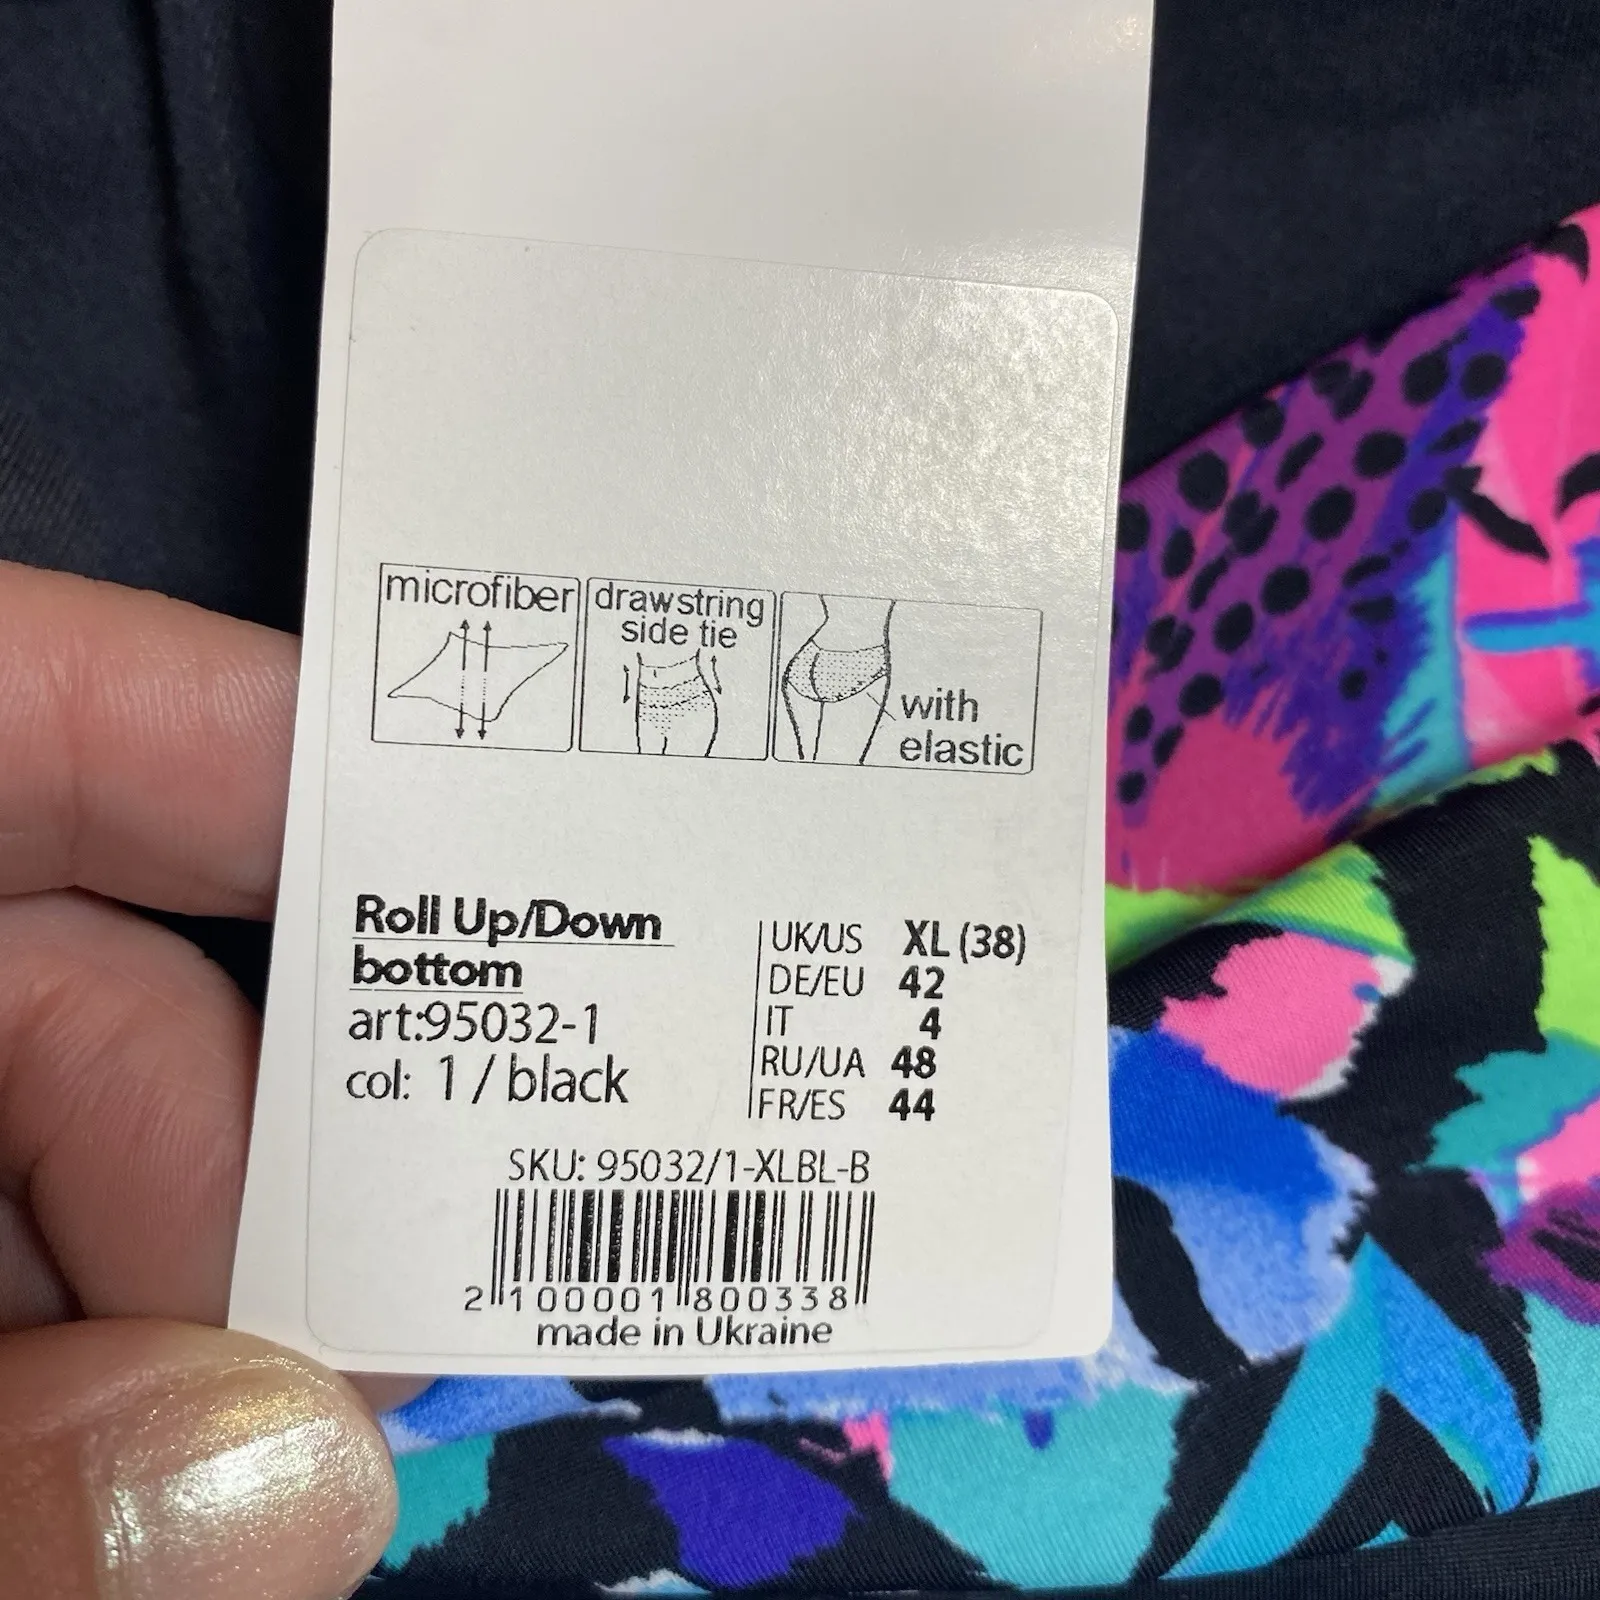 microfiber
drawstring
side tie
with
elastic
Roll Up/Down
bottom
art:95032-1
col: 1 / black
UK/US XL (38)
DE/EU 42
IT 4
RU/UA 48
FR/ES 44
SKU: 95032/1-XLBL-B
2 100001 800338
made in Ukraine